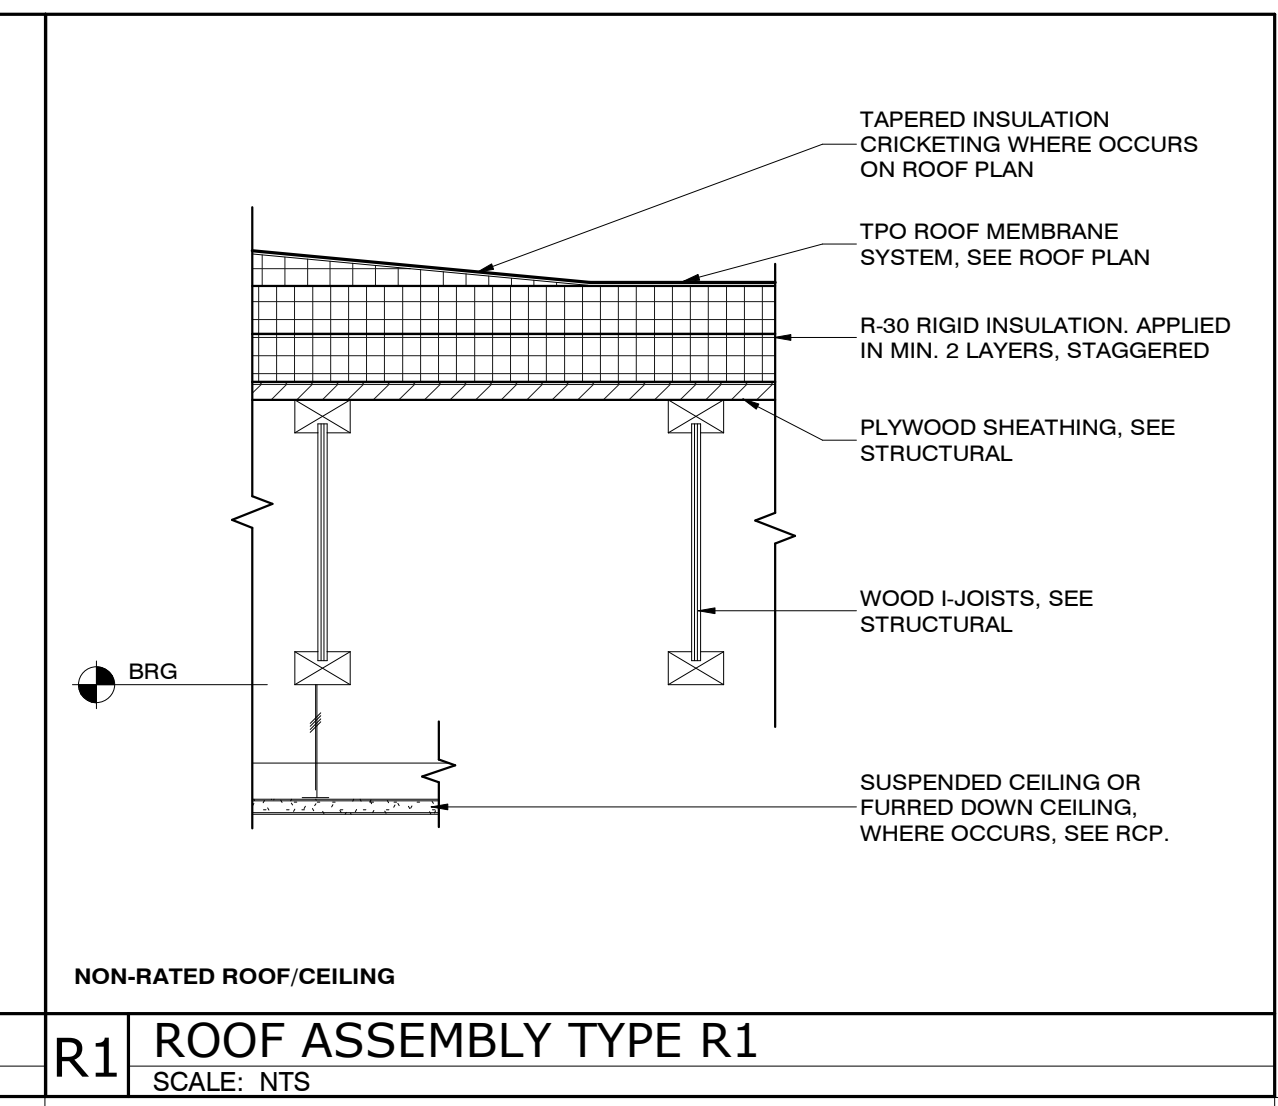 TAPERED INSULATION
CRICKETING WHERE OCCURS
ON ROOF PLAN
TPO ROOF MEMBRANE
SYSTEM, SEE ROOF PLAN
R-30 RIGID INSULATION. APPLIED
IN MIN. 2 LAYERS, STAGGERED
PLYWOOD SHEATHING, SEE
STRUCTURAL
WOOD I-JOISTS, SEE
STRUCTURAL
BRG
SUSPENDED CEILING OR
FURRED DOWN CEILING,
WHERE OCCURS, SEE RCP.
NON-RATED ROOF/CEILING
R1
ROOF ASSEMBLY TYPE R1
SCALE: NTS